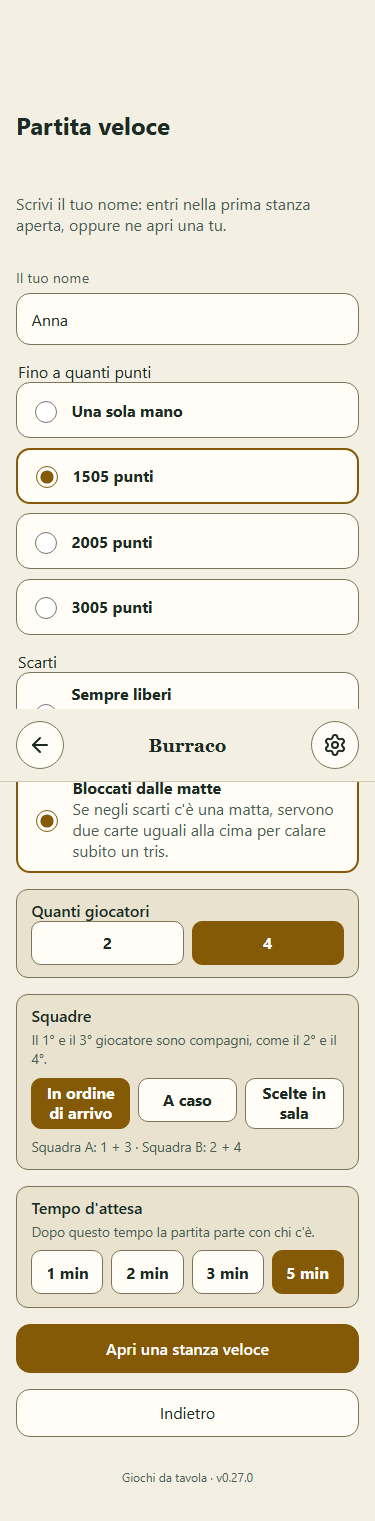 Partita veloce
Scrivi il tuo nome: entri nella prima stanza
aperta, oppure ne apri una tu.
Il tuo nome
Anna
Fino a quanti punti
Una sola mano
1505 punti
2005 punti
3005 punti
Scarti
Sempre liberi
Burraco
Bloccati dalle matte
Se negli scarti c'è una matta, servono
due carte uguali alla cima per calare
subito un tris.
Quanti giocatori
2
4
Squadre
Il 1° e il 3° giocatore sono compagni, come il 2° e il
4°.
In ordine
di arrivo
A caso
Scelte in
sala
Squadra A: 1 + 3 · Squadra B: 2 + 4
Tempo d'attesa
Dopo questo tempo la partita parte con chi c'è.
1 min
2 min
3 min
5 min
Apri una stanza veloce
Indietro
Giochi da tavola · v0.27.0